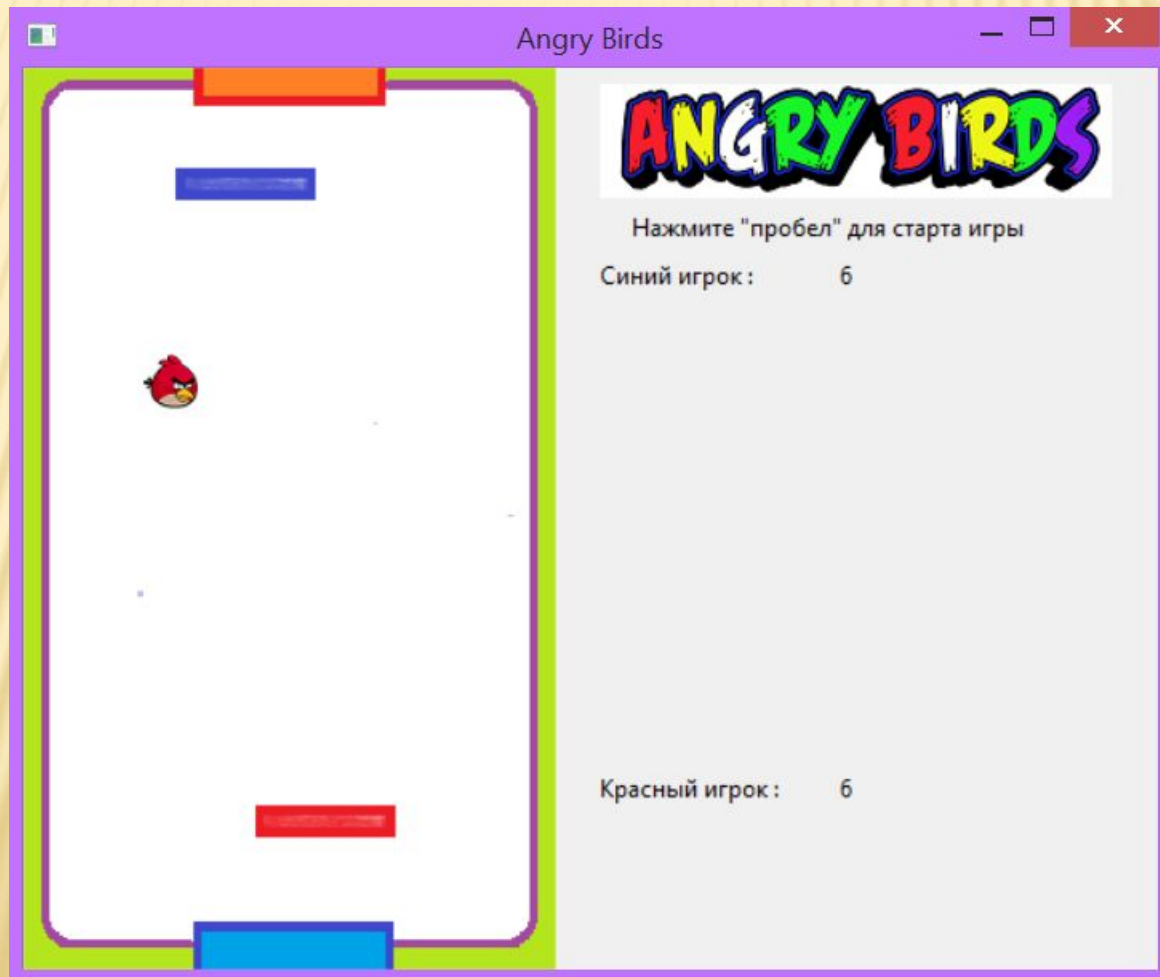 Angry Birds
ANGRY BIRDS
Нажмите "пробел" для старта игры
Синий игрок : 6
Красный игрок : 6